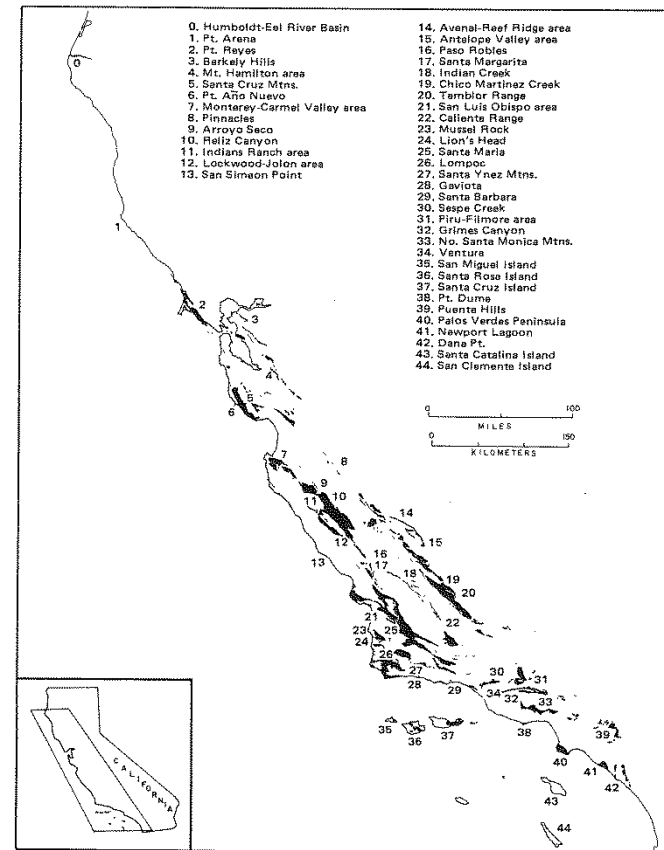 0. Humboldt-Eel River Basin
1. Pt. Arena
2. Pt. Reyes
3. Berkely Hills
4. Mt. Hamilton area
5. Santa Cruz Mtns.
6. Pt. Año Nuevo
7. Monterey-Carmel Valley area
8. Pinnacles
9. Arroyo Seco
10. Reliz Canyon
11. Indians Ranch area
12. Lockwood-Jolon area
13. San Simeon Point
14. Avenal-Reef Ridge area
15. Antelope Valley area
16. Paso Robles
17. Santa Margarita
18. Indian Creek
19. Chico Martinez Creek
20. Temblor Range
21. San Luis Obispo area
22. Caliente Range
23. Mussel Rock
24. Lion's Head
25. Santa Maria
26. Lompoc
27. Santa Ynez Mtns.
28. Gaviota
29. Santa Barbara
30. Sespe Creek
31. Piru-Filmore area
32. Grimes Canyon
33. No. Santa Monica Mtns.
34. Ventura
35. San Miguel Island
36. Santa Rosa Island
37. Santa Cruz Island
38. Pt. Dume
39. Puente Hills
40. Palos Verdes Peninsula
41. Newport Lagoon
42. Dana Pt.
43. Santa Catalina Island
44. San Clemente Island
0 100
MILES
0 150
KILOMETERS
0
1
2
3
4
5
6
7
8
9
10
11
12
13
14
15
16
17
18
19
20
21
22
23
24
25
26
27
28
29
30
31
32
33
34
35
36
37
38
39
40
41
42
43
44
CALIFORNIA